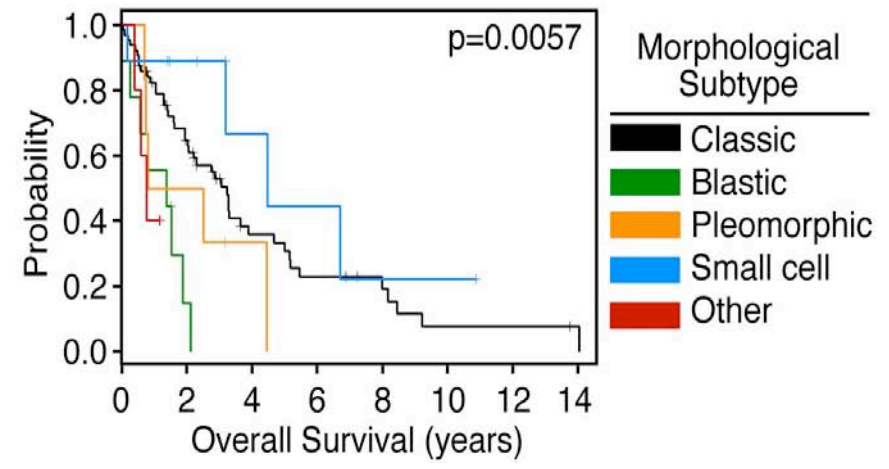 p=0.0057
1.0
0.8
0.6
0.4
0.2
0.0
Probability
0 2 4 6 8 10 12 14
Overall Survival (years)
Morphological
Subtype
Classic
Blastic
Pleomorphic
Small cell
Other